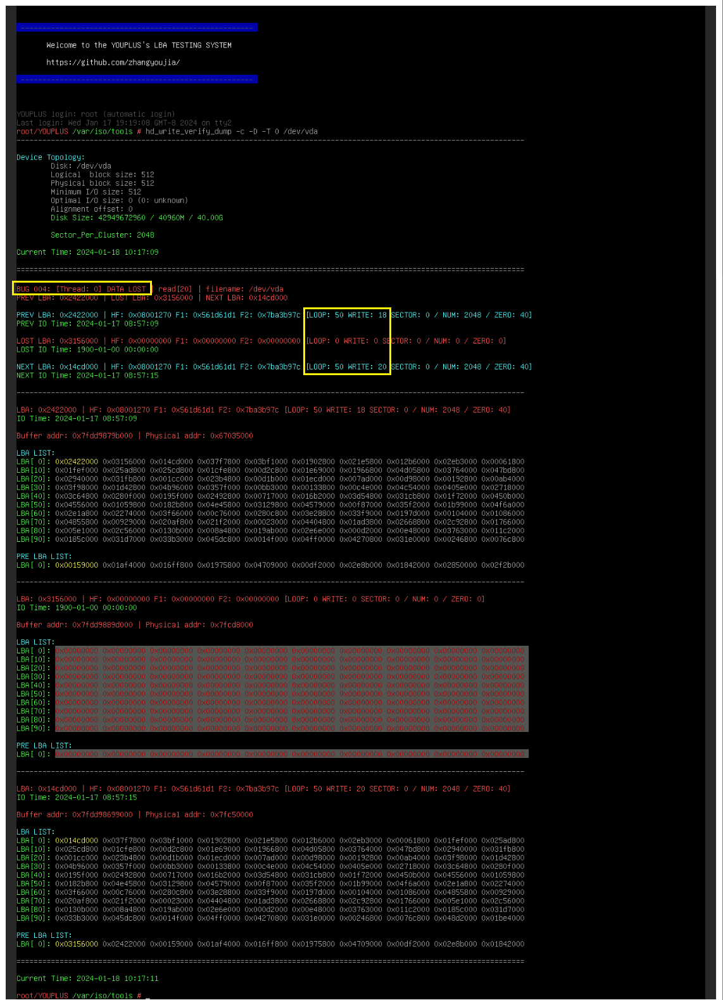 ------------------------------------------------------
Welcome to the YOUPLUS's LBA TESTING SYSTEM
https://github.com/zhangyoujia/
------------------------------------------------------
YOUPLUS login: root (automatic login)
Last login: Wed Jan 17 19:19:08 GMT-8 2024 on tty2
root/YOUPLUS /var/iso/tools # hd_write_verify_dump -c -D -T 0 /dev/vda
----------------------------------------------------------------------------------------------------------------------
Device Topology:
Disk: /dev/vda
Logical  block size: 512
Physical block size: 512
Minimum I/O size: 512
Optimal I/O size: 0 (0: unknown)
Alignment offset: 0
Disk Size: 42949672960 / 40960M / 40.00G
Sector_Per_Cluster: 2048
Current Time: 2024-01-18 10:17:09
======================================================================================================================
BUG 004: [Thread: 0] DATA LOST | read[20] | filename: /dev/vda
PREV LBA: 0x2422000 | LOST LBA: 0x3156000 | NEXT LBA: 0x14cd000
PREV LBA: 0x2422000 | HF: 0x08001270 F1: 0x561d61d1 F2: 0x7ba3b97c [LOOP: 50 WRITE: 18 SECTOR: 0 / NUM: 2048 / ZERO: 40]
PREV IO Time: 2024-01-17 08:57:09
LOST LBA: 0x3156000 | HF: 0x00000000 F1: 0x00000000 F2: 0x00000000 [LOOP: 0 WRITE: 0 SECTOR: 0 / NUM: 0 / ZERO: 0]
LOST IO Time: 1900-01-00 00:00:00
NEXT LBA: 0x14cd000 | HF: 0x08001270 F1: 0x561d61d1 F2: 0x7ba3b97c [LOOP: 50 WRITE: 20 SECTOR: 0 / NUM: 2048 / ZERO: 40]
NEXT IO Time: 2024-01-17 08:57:15
----------------------------------------------------------------------------------------------------------------------
LBA: 0x2422000 | HF: 0x08001270 F1: 0x561d61d1 F2: 0x7ba3b97c [LOOP: 50 WRITE: 18 SECTOR: 0 / NUM: 2048 / ZERO: 40]
IO Time: 2024-01-17 08:57:09
Buffer addr: 0x7fdd9879b000 | Physical addr: 0x67035000
LBA LIST:
LBA[ 0]: 0x02422000 0x03156000 0x014cd000 0x037f7800 0x03bf1000 0x01902800 0x021e5800 0x012b6000 0x02eb3000 0x00061800
LBA[10]: 0x01fef000 0x025ad800 0x025cd800 0x01cfe800 0x00d2c800 0x01e69000 0x01966800 0x04d05800 0x03764000 0x047bd800
LBA[20]: 0x02940000 0x031fb800 0x001cc000 0x023b4800 0x00d1b000 0x01ecd000 0x007ad000 0x00d98000 0x00192800 0x00ab4000
LBA[30]: 0x03f98000 0x01d42800 0x04b96000 0x0357f000 0x00bb3000 0x00133800 0x00c4e000 0x04c54000 0x0405e000 0x02718000
LBA[40]: 0x03c64800 0x0280f000 0x0195f000 0x02492800 0x00717000 0x016b2000 0x03d54800 0x031cb800 0x01f72000 0x0450b000
LBA[50]: 0x04556000 0x01059800 0x0182b800 0x04e45800 0x03129800 0x04579000 0x00f87000 0x035f2000 0x01b99000 0x04f6a000
LBA[60]: 0x02e1a800 0x02274000 0x03f66000 0x00c76000 0x0280c800 0x03e28800 0x033f9000 0x0197d000 0x00104000 0x01086000
LBA[70]: 0x04855800 0x00929000 0x020af800 0x021f2000 0x00023000 0x04404800 0x01ad3800 0x02668800 0x02c92800 0x01766000
LBA[80]: 0x005e1000 0x02c56000 0x0130b000 0x008a4800 0x019ab000 0x02e6e000 0x000d2000 0x00e48000 0x03763000 0x011c2000
LBA[90]: 0x0185c000 0x031d7000 0x033b3000 0x045dc800 0x0014f000 0x04ff0000 0x04270800 0x031e0000 0x00246800 0x0076c800
PRE LBA LIST:
LBA[ 0]: 0x00159000 0x01af4000 0x016ff800 0x01975800 0x04709000 0x00df2000 0x02e8b000 0x01842000 0x02850000 0x02f2b000
----------------------------------------------------------------------------------------------------------------------
LBA: 0x3156000 | HF: 0x00000000 F1: 0x00000000 F2: 0x00000000 [LOOP: 0 WRITE: 0 SECTOR: 0 / NUM: 0 / ZERO: 0]
IO Time: 1900-01-00 00:00:00
Buffer addr: 0x7fdd9889d000 | Physical addr: 0x7fcd8000
LBA LIST:
LBA[ 0]: 0x00000000 0x00000000 0x00000000 0x00000000 0x00000000 0x00000000 0x00000000 0x00000000 0x00000000 0x00000000
LBA[10]: 0x00000000 0x00000000 0x00000000 0x00000000 0x00000000 0x00000000 0x00000000 0x00000000 0x00000000 0x00000000
LBA[20]: 0x00000000 0x00000000 0x00000000 0x00000000 0x00000000 0x00000000 0x00000000 0x00000000 0x00000000 0x00000000
LBA[30]: 0x00000000 0x00000000 0x00000000 0x00000000 0x00000000 0x00000000 0x00000000 0x00000000 0x00000000 0x00000000
LBA[40]: 0x00000000 0x00000000 0x00000000 0x00000000 0x00000000 0x00000000 0x00000000 0x00000000 0x00000000 0x00000000
LBA[50]: 0x00000000 0x00000000 0x00000000 0x00000000 0x00000000 0x00000000 0x00000000 0x00000000 0x00000000 0x00000000
LBA[60]: 0x00000000 0x00000000 0x00000000 0x00000000 0x00000000 0x00000000 0x00000000 0x00000000 0x00000000 0x00000000
LBA[70]: 0x00000000 0x00000000 0x00000000 0x00000000 0x00000000 0x00000000 0x00000000 0x00000000 0x00000000 0x00000000
LBA[80]: 0x00000000 0x00000000 0x00000000 0x00000000 0x00000000 0x00000000 0x00000000 0x00000000 0x00000000 0x00000000
LBA[90]: 0x00000000 0x00000000 0x00000000 0x00000000 0x00000000 0x00000000 0x00000000 0x00000000 0x00000000 0x00000000
PRE LBA LIST:
LBA[ 0]: 0x00000000 0x00000000 0x00000000 0x00000000 0x00000000 0x00000000 0x00000000 0x00000000 0x00000000 0x00000000
----------------------------------------------------------------------------------------------------------------------
LBA: 0x14cd000 | HF: 0x08001270 F1: 0x561d61d1 F2: 0x7ba3b97c [LOOP: 50 WRITE: 20 SECTOR: 0 / NUM: 2048 / ZERO: 40]
IO Time: 2024-01-17 08:57:15
Buffer addr: 0x7fdd98699000 | Physical addr: 0x7fc50000
LBA LIST:
LBA[ 0]: 0x014cd000 0x037f7800 0x03bf1000 0x01902800 0x021e5800 0x012b6000 0x02eb3000 0x00061800 0x01fef000 0x025ad800
LBA[10]: 0x025cd800 0x01cfe800 0x00d2c800 0x01e69000 0x01966800 0x04d05800 0x03764000 0x047bd800 0x02940000 0x031fb800
LBA[20]: 0x001cc000 0x023b4800 0x00d1b000 0x01ecd000 0x007ad000 0x00d98000 0x00192800 0x00ab4000 0x03f98000 0x01d42800
LBA[30]: 0x04b96000 0x0357f000 0x00bb3000 0x00133800 0x00c4e000 0x04c54000 0x0405e000 0x02718000 0x03c64800 0x0280f000
LBA[40]: 0x0195f000 0x02492800 0x00717000 0x016b2000 0x03d54800 0x031cb800 0x01f72000 0x0450b000 0x04556000 0x01059800
LBA[50]: 0x0182b800 0x04e45800 0x03129800 0x04579000 0x00f87000 0x035f2000 0x01b99000 0x04f6a000 0x02e1a800 0x02274000
LBA[60]: 0x03f66000 0x00c76000 0x0280c800 0x03e28800 0x033f9000 0x0197d000 0x00104000 0x01086000 0x04855800 0x00929000
LBA[70]: 0x020af800 0x021f2000 0x00023000 0x04404800 0x01ad3800 0x02668800 0x02c92800 0x01766000 0x005e1000 0x02c56000
LBA[80]: 0x0130b000 0x008a4800 0x019ab000 0x02e6e000 0x000d2000 0x00e48000 0x03763000 0x011c2000 0x0185c000 0x031d7000
LBA[90]: 0x033b3000 0x045dc800 0x0014f000 0x04ff0000 0x04270800 0x031e0000 0x00246800 0x0076c800 0x048d2000 0x01be4000
PRE LBA LIST:
LBA[ 0]: 0x03156000 0x02422000 0x00159000 0x01af4000 0x016ff800 0x01975800 0x04709000 0x00df2000 0x02e8b000 0x01842000
======================================================================================================================
Current Time: 2024-01-18 10:17:11
root/YOUPLUS /var/iso/tools # _